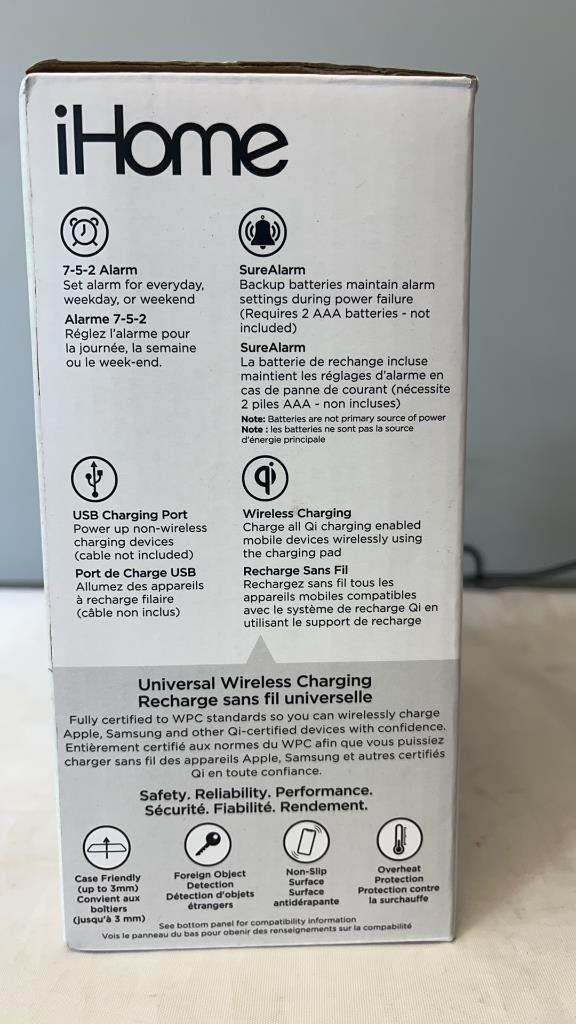 iHome
7-5-2 Alarm
Set alarm for everyday,
weekday, or weekend
Alarme 7-5-2
Réglez l'alarme pour
la journée, la semaine
ou le week-end.
SureAlarm
Backup batteries maintain alarm
settings during power failure
(Requires 2 AAA batteries - not
included)
SureAlarm
La batterie de rechange incluse
maintient les réglages d'alarme en
cas de panne de courant (nécessite
2 piles AAA - non incluses)
Note: Batteries are not primary source of power
Note : les batteries ne sont pas la source
d'énergie principale
USB Charging Port
Power up non-wireless
charging devices
(cable not included)
Port de Charge USB
Allumez des appareils
à recharge filaire
(câble non inclus)
qi
Wireless Charging
Charge all Qi charging enabled
mobile devices wirelessly using
the charging pad
Recharge Sans Fil
Rechargez sans fil tous les
appareils mobiles compatibles
avec le système de recharge Qi en
utilisant le support de recharge
Universal Wireless Charging
Recharge sans fil universelle
Fully certified to WPC standards so you can wirelessly charge
Apple, Samsung and other Qi-certified devices with confidence.
Entièrement certifié aux normes du WPC afin que vous puissiez
charger sans fil des appareils Apple, Samsung et autres certifiés
Qi en toute confiance.
Safety. Reliability. Performance.
Sécurité. Fiabilité. Rendement.
Case Friendly
(up to 3mm)
Convient aux
boîtiers
(jusqu'à 3 mm)
Foreign Object
Detection
Détection d'objets
étrangers
Non-Slip
Surface
Surface
antidérapante
Overheat
Protection
Protection contre
la surchauffe
See bottom panel for compatibility information
Vois le panneau du bas pour obenir des renseignements sur la compabilité